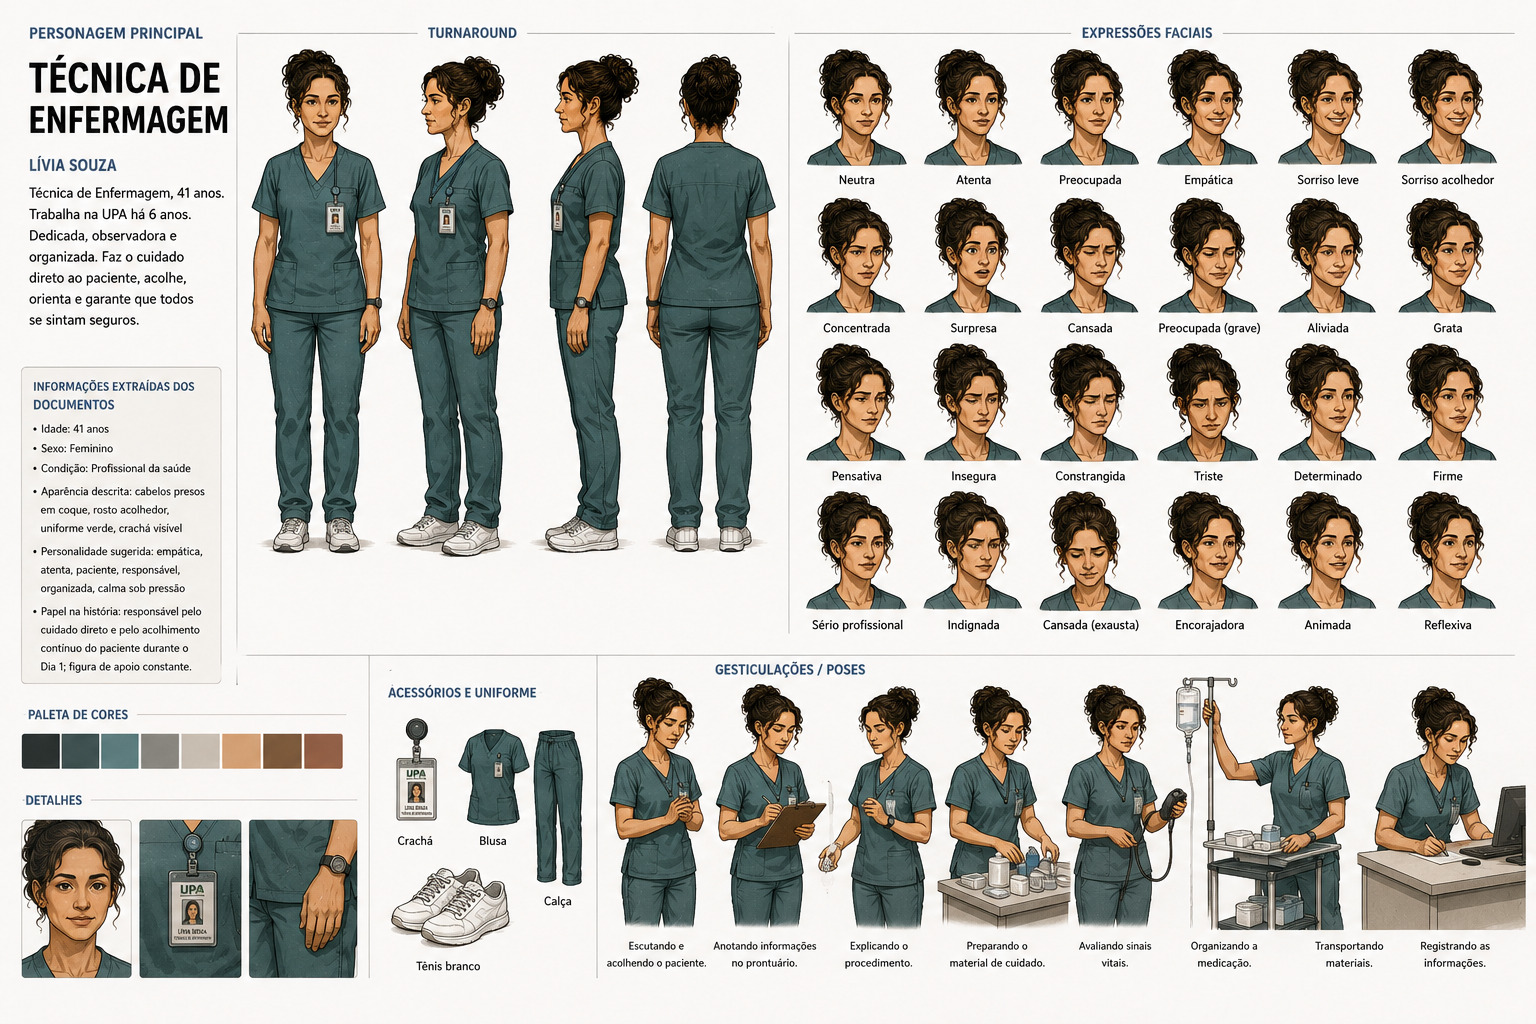 PERSONAGEM PRINCIPAL
TÉCNICA DE
ENFERMAGEM
LÍVIA SOUZA
Técnica de Enfermagem, 41 anos.
Trabalha na UPA há 6 anos.
Dedicada, observadora e
organizada. Faz o cuidado
direto ao paciente, acolhe,
orienta e garante que todos
se sintam seguros.
INFORMAÇÕES EXTRAÍDAS DOS
DOCUMENTOS
• Idade: 41 anos
• Sexo: Feminino
• Condição: Profissional da saúde
• Aparência descrita: cabelos presos
em coque, rosto acolhedor,
uniforme verde, crachá visível
• Personalidade sugerida: empática,
atenta, paciente, responsável,
organizada, calma sob pressão
• Papel na história: responsável pelo
cuidado direto e pelo acolhimento
contínuo do paciente durante o
Dia 1; figura de apoio constante.
TURNAROUND
EXPRESSÕES FACIAIS
Neutra
Atenta
Preocupada
Empática
Sorriso leve
Sorriso acolhedor
Concentrada
Surpresa
Cansada
Preocupada (grave)
Aliviada
Grata
Pensativa
Insegura
Constrangida
Triste
Determinado
Firme
Sério profissional
Indignada
Cansada (exausta)
Encorajadora
Animada
Reflexiva
PALETA DE CORES
DETALHES
UPA
ACESSÓRIOS E UNIFORME
UPA
Crachá
Blusa
Calça
Tênis branco
GESTICULAÇÕES / POSES
Escutando e
acolhendo o paciente.
Anotando informações
no prontuário.
Explicando o
procedimento.
Preparando o
material de cuidado.
Avaliando sinais
vitais.
Organizando a
medicação.
Transportando
materiais.
Registrando as
informações.